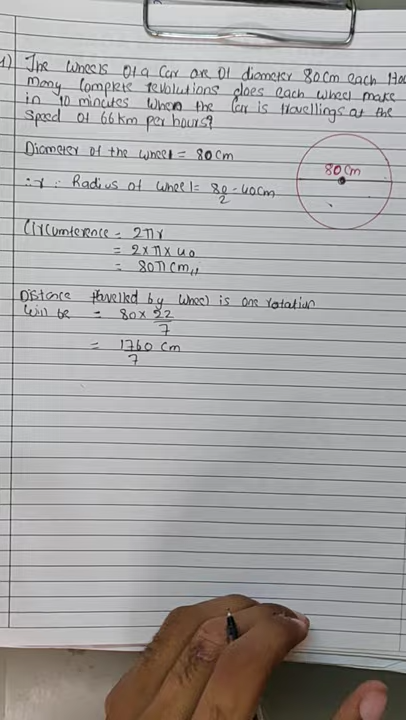 1) The wheels of a car are of diameter 80cm each How
many complete revolutions does each wheel make
in 10 minutes when the car is travellings at the
speed of 66 km per hours?
Diameter of the wheel = 80cm
80cm
∴ r : Radius of wheel = 80/2 = 40cm
Circumference = 2πr
= 2×π×40
= 80π cm,,
Distance travelled by wheel is one rotation
will be = 80 × 22/7
= 1760/7 cm